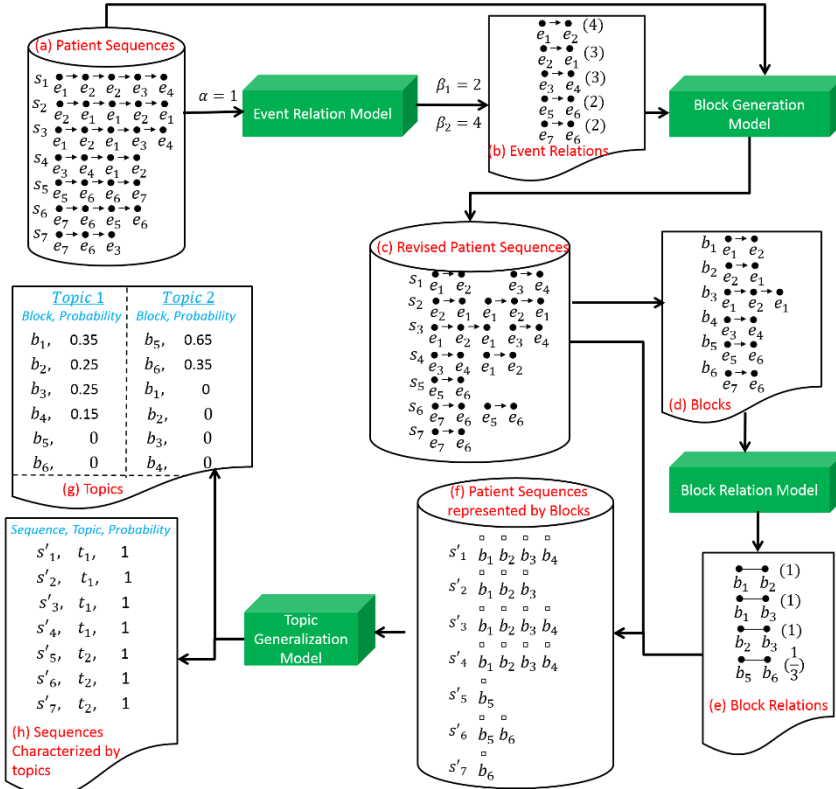 (a) Patient Sequences
s1 e1 e2 e2 e3 e4
s2 e2 e1 e1 e2 e1
s3 e1 e2 e1 e3 e4
s4 e3 e4 e1 e2
s5 e5 e6 e6 e7
s6 e7 e6 e5 e6
s7 e7 e6 e3
α = 1
Event Relation Model
β1 = 2
β2 = 4
e1 e2 (4)
e2 e1 (3)
e3 e4 (3)
e5 e6 (2)
e7 e6 (2)
(b) Event Relations
Block Generation
Model
(c) Revised Patient Sequences
s1 e1 e2 e3 e4
s2 e2 e1 e1 e2 e1
s3 e1 e2 e1 e3 e4
s4 e3 e4 e1 e2
s5 e5 e6
s6 e7 e6 e5 e6
s7 e7 e6
b1 e1 e2
b2 e2 e1
b3 e1 e2 e1
b4 e3 e4
b5 e5 e6
b6 e7 e6
(d) Blocks
Block Relation Model
b1 b2 (1)
b1 b3 (1)
b2 b3 (1)
b5 b6 (1/3)
(e) Block Relations
(f) Patient Sequences
represented by Blocks
s'1 b1 b2 b3 b4
s'2 b1 b2 b3
s'3 b1 b2 b3 b4
s'4 b1 b2 b3 b4
s'5 b5
s'6 b5 b6
s'7 b6
Topic
Generalization
Model
Topic 1 Topic 2
Block, Probability Block, Probability
b1, 0.35 b5, 0.65
b2, 0.25 b6, 0.35
b3, 0.25 b1, 0
b4, 0.15 b2, 0
b5, 0 b3, 0
b6, 0 b4, 0
(g) Topics
Sequence, Topic, Probability
s'1, t1, 1
s'2, t1, 1
s'3, t1, 1
s'4, t1, 1
s'5, t2, 1
s'6, t2, 1
s'7, t2, 1
(h) Sequences
Characterized by
topics